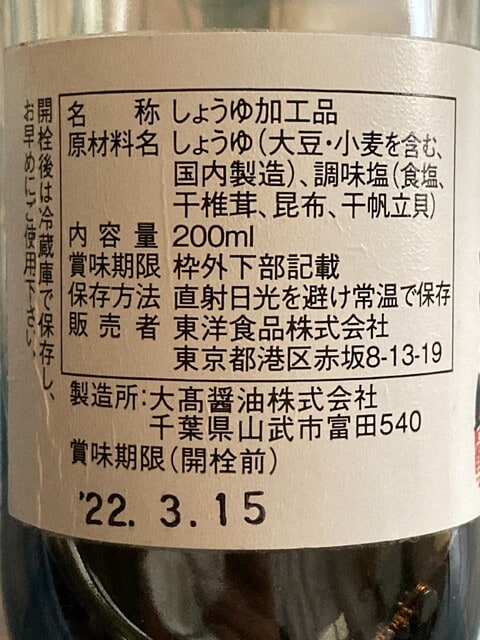 名称 しょうゆ加工品
原材料名 しょうゆ(大豆・小麦を含む、
国内製造)、調味塩(食塩、
干椎茸、昆布、干帆立貝)
内容量 200ml
賞味期限 枠外下部記載
保存方法 直射日光を避け常温で保存
販売者 東洋食品株式会社
東京都港区赤坂8-13-19
製造所:大髙醤油株式会社
千葉県山武市富田540
賞味期限(開栓前)
'22. 3.15
開栓後は冷蔵庫で保存し、
お早めにご使用下さい。